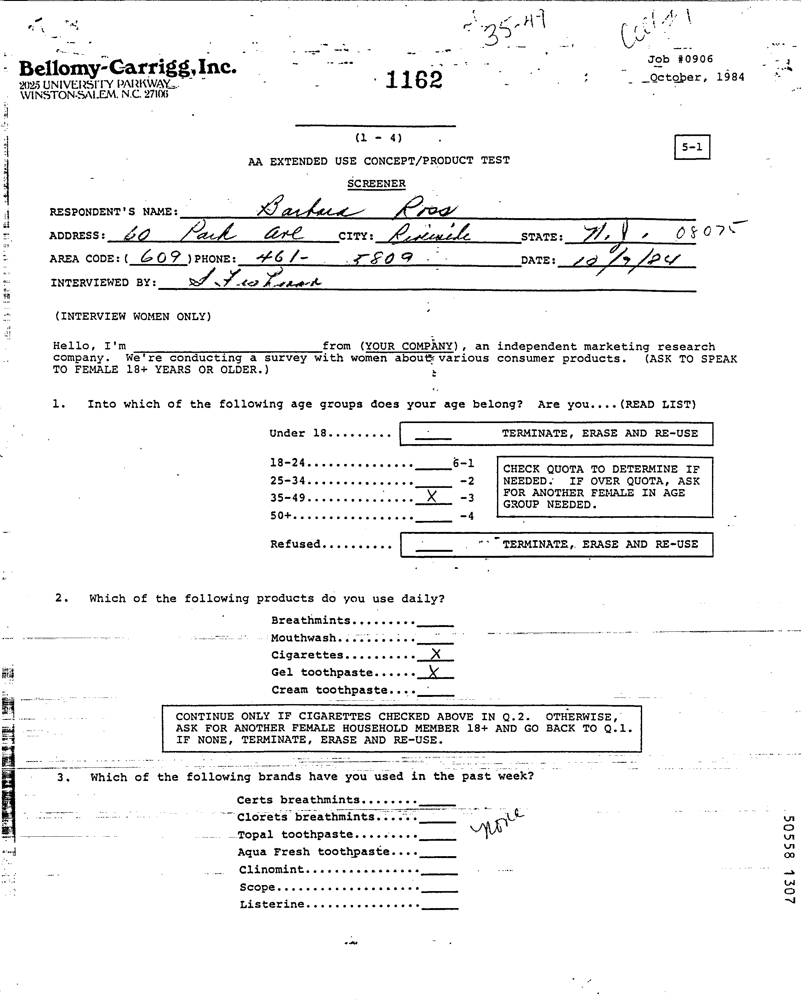 35-49
Bellomy-Carrigg, Inc.
2025 UNIVERSITY PARKWAY
WINSTON-SALEM, N.C. 27106
1162
Job #0906
October, 1984
(1 - 4)
5-1
AA EXTENDED USE CONCEPT/PRODUCT TEST
SCREENER
RESPONDENT'S NAME: Barbara Ross
ADDRESS: 60 Park Ave CITY: Riverside STATE: N.J. 08075
AREA CODE: (609) PHONE: 461-5809 DATE: 10/9/84
INTERVIEWED BY:
(INTERVIEW WOMEN ONLY)
Hello, I'm ____________ from (YOUR COMPANY), an independent marketing research
company. We're conducting a survey with women about various consumer products. (ASK TO SPEAK
TO FEMALE 18+ YEARS OR OLDER.)
1. Into which of the following age groups does your age belong? Are you....(READ LIST)
Under 18......... ____ TERMINATE, ERASE AND RE-USE
18-24...............____6-1
25-34...............____ -2
35-49............... X -3
50+.................____ -4
CHECK QUOTA TO DETERMINE IF
NEEDED. IF OVER QUOTA, ASK
FOR ANOTHER FEMALE IN AGE
GROUP NEEDED.
Refused.......... ____ TERMINATE, ERASE AND RE-USE
2. Which of the following products do you use daily?
Breathmints.........____
Mouthwash...........____
Cigarettes.......... X
Gel toothpaste...... X
Cream toothpaste....____
CONTINUE ONLY IF CIGARETTES CHECKED ABOVE IN Q.2. OTHERWISE,
ASK FOR ANOTHER FEMALE HOUSEHOLD MEMBER 18+ AND GO BACK TO Q.1.
IF NONE, TERMINATE, ERASE AND RE-USE.
3. Which of the following brands have you used in the past week?
Certs breathmints........____
Clorets breathmints......____
none
Topal toothpaste.........____
Aqua Fresh toothpaste....____
Clinomint................____
Scope....................____
Listerine................____
50558 1307